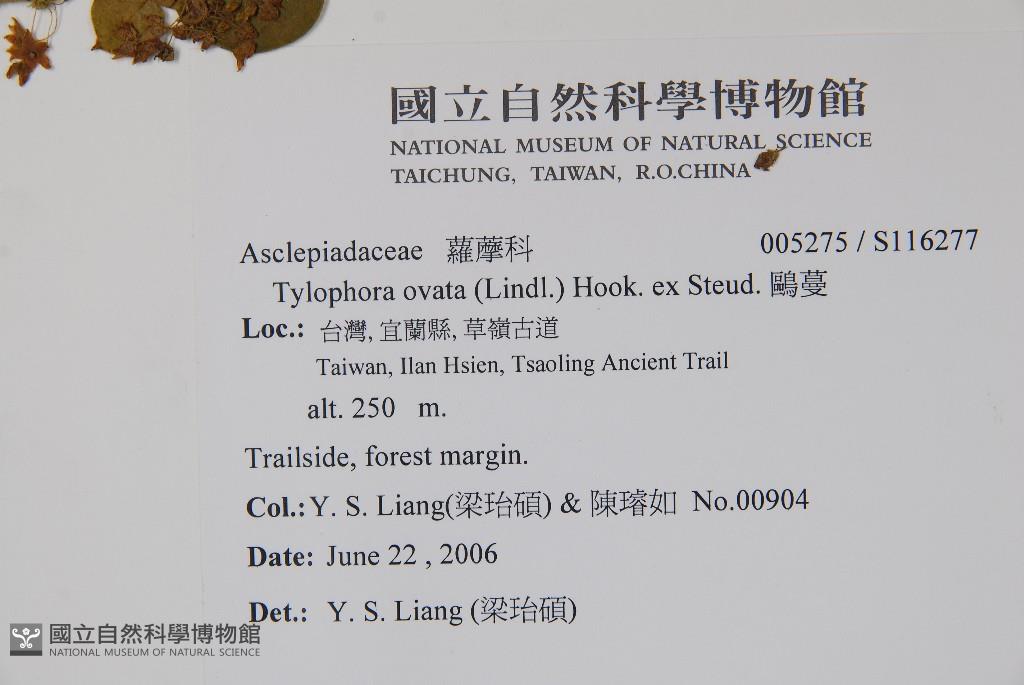 國立自然科學博物館
NATIONAL MUSEUM OF NATURAL SCIENCE
TAICHUNG, TAIWAN, R.O.CHINA
Asclepiadaceae 蘿藦科 005275 / S116277
Tylophora ovata (Lindl.) Hook. ex Steud. 鷗蔓
Loc.: 台灣, 宜蘭縣, 草嶺古道
Taiwan, Ilan Hsien, Tsaoling Ancient Trail
alt. 250 m.
Trailside, forest margin.
Col.: Y. S. Liang(梁珆碩) & 陳璿如 No.00904
Date: June 22 , 2006
Det.: Y. S. Liang (梁珆碩)
國立自然科學博物館
NATIONAL MUSEUM OF NATURAL SCIENCE